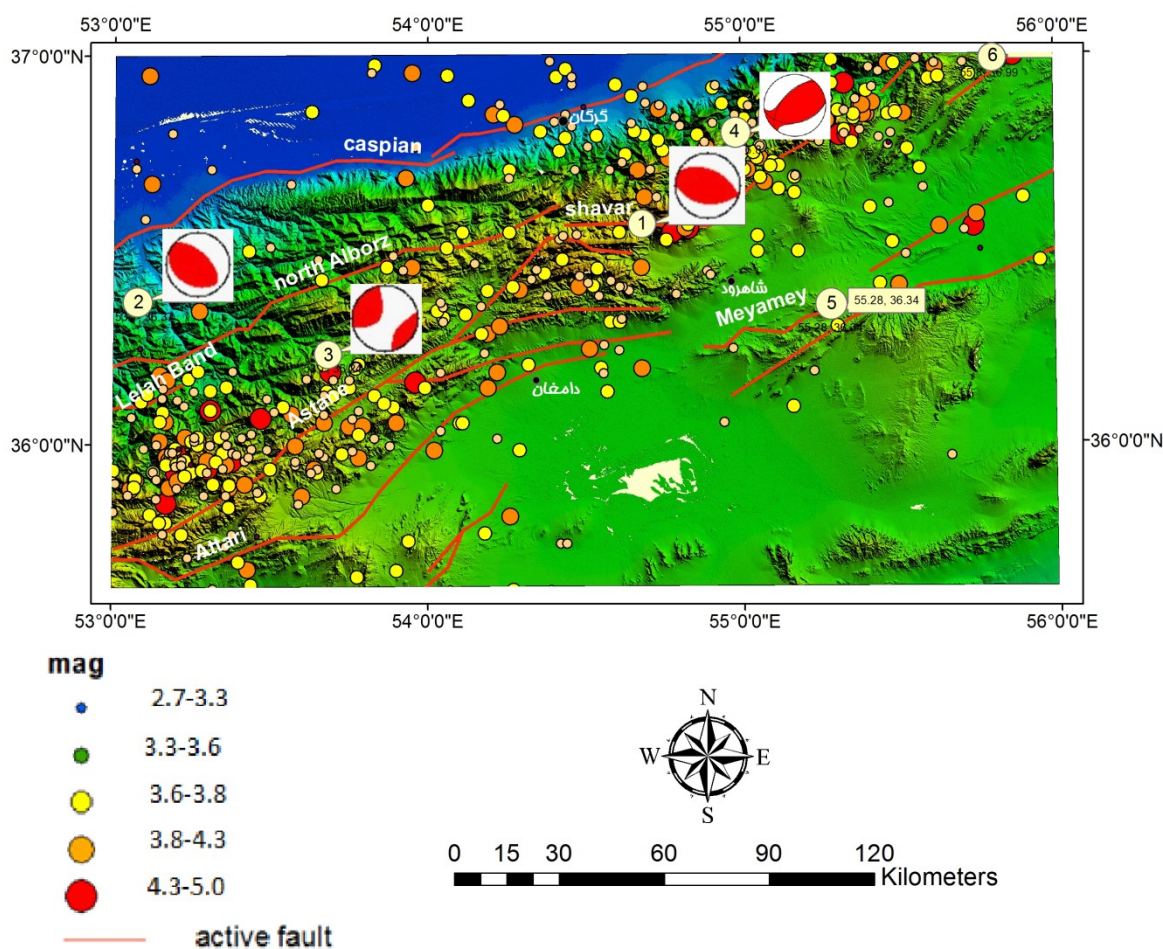 53°0'0"E 54°0'0"E 55°0'0"E 56°0'0"E
37°0'0"N
6
4
گرگان
caspian
shavar
1
north Alborz
2
شاهرود
Meyamey
5
55.28, 36.34
3
Lelah Band
Astane
دامغان
36°0'0"N
36°0'0"N
Attari
53°0'0"E 54°0'0"E 55°0'0"E 56°0'0"E
mag
2.7-3.3
3.3-3.6
3.6-3.8
3.8-4.3
4.3-5.0
active fault
N
W E
S
0 15 30 60 90 120
Kilometers